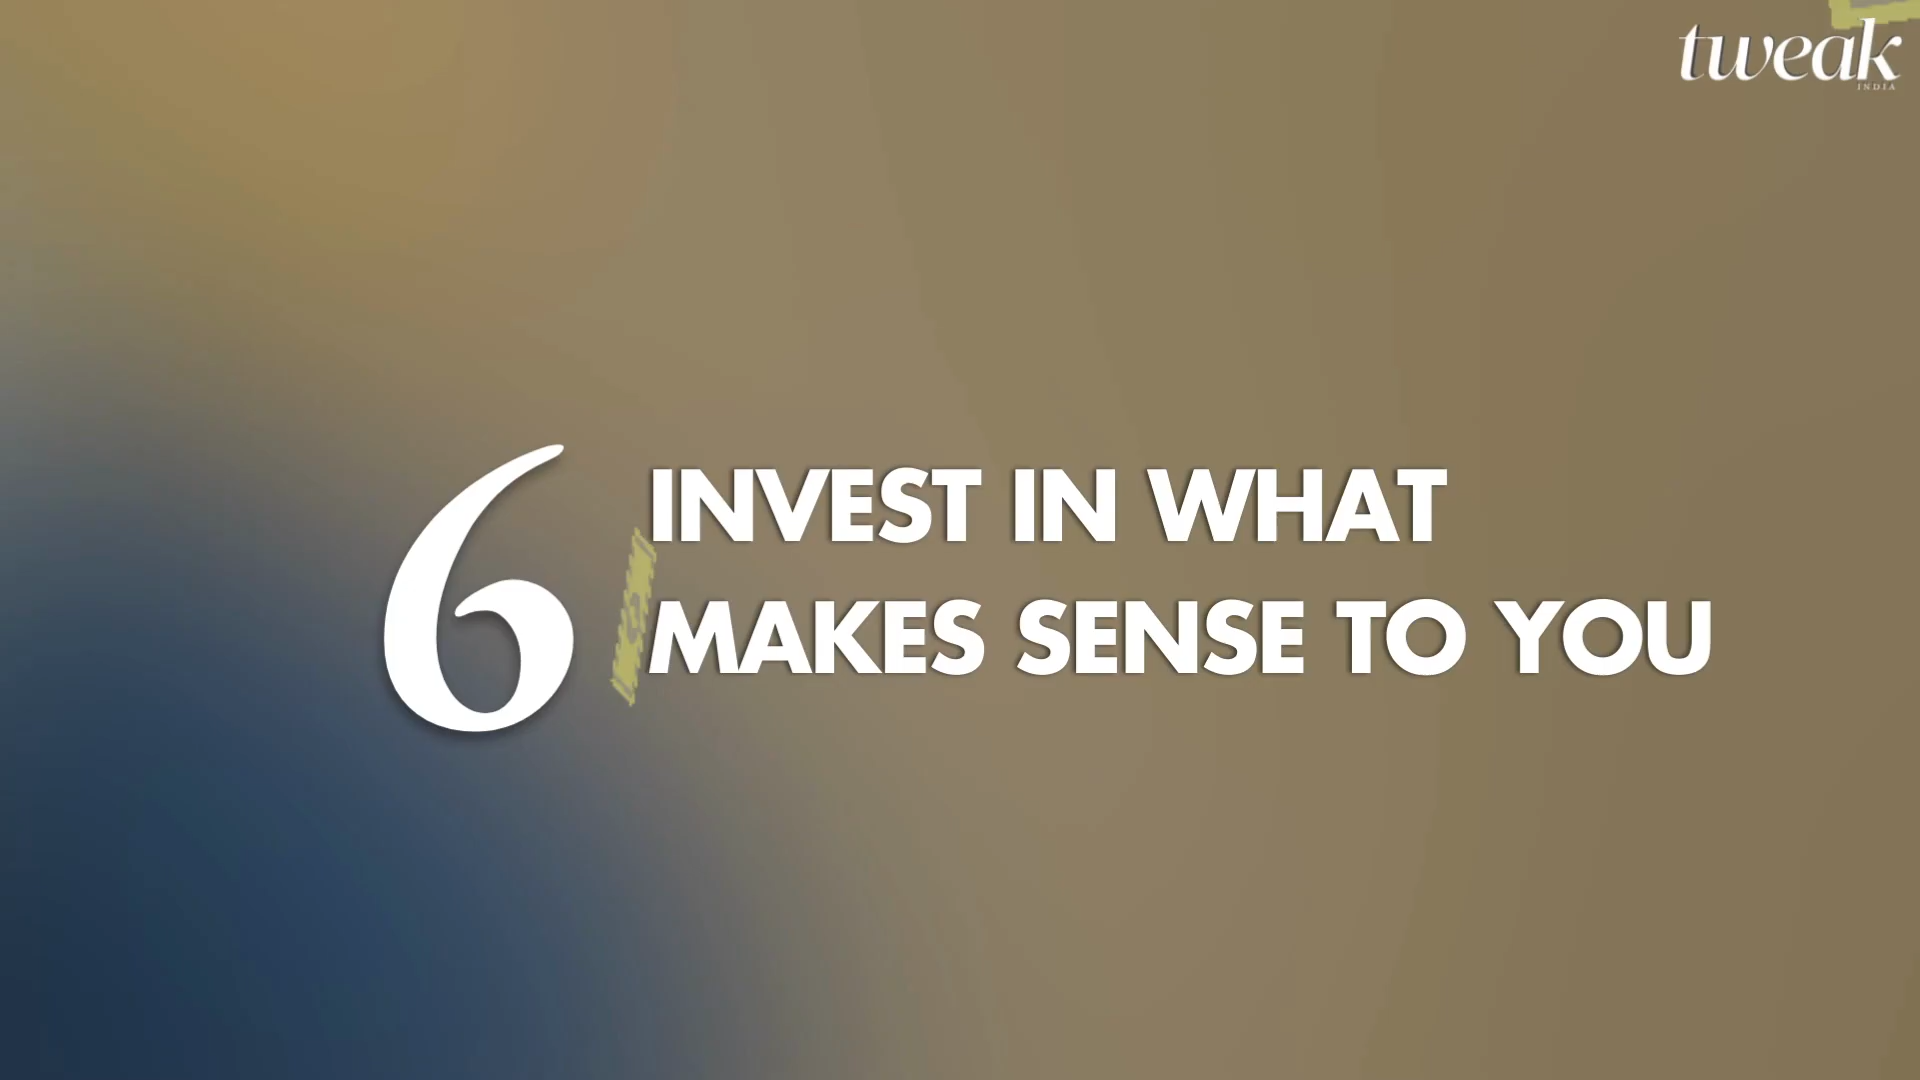 tweak
INDIA
6
INVEST IN WHAT
MAKES SENSE TO YOU